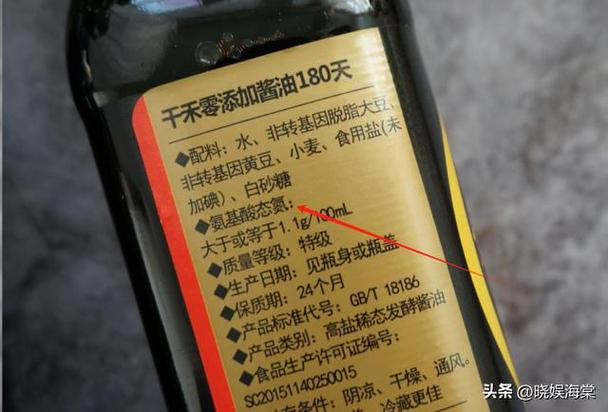 千禾零添加酱油180天
◆配料：水、非转基因脱脂大豆、
非转基因黄豆、小麦、食用盐(未
加碘)、白砂糖
◆氨基酸态氮：
大于或等于1.1g/100mL
◆质量等级：特级
◆生产日期：见瓶身或瓶盖
◆保质期：24个月
◆产品标准代号：GB/T 18186
◆产品类别：高盐稀态发酵酱油
◆食品生产许可证编号：
SC20151140250015
条件：阴凉、干燥、通风。
冷藏更佳
头条 @晓娱海棠